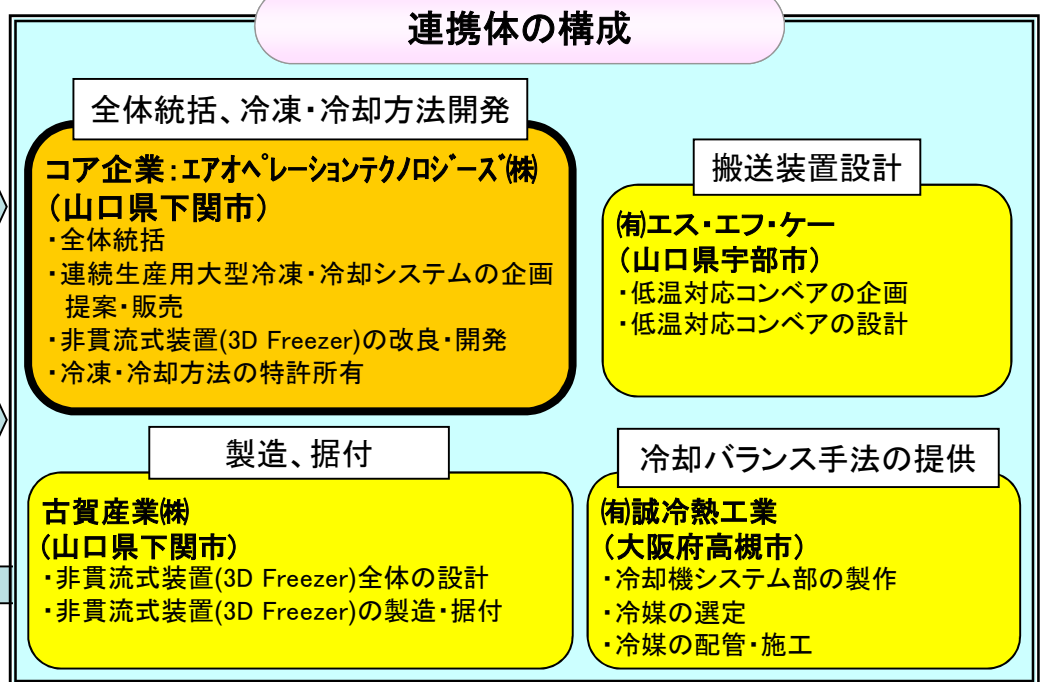 連携体の構成
全体統括、冷凍・冷却方法開発
コア企業：エアオペレーションテクノロジーズ㈱
（山口県下関市）
・全体統括
・連続生産用大型冷凍・冷却システムの企画
提案・販売
・非貫流式装置(3D Freezer)の改良・開発
・冷凍・冷却方法の特許所有
搬送装置設計
㈲エス・エフ・ケー
（山口県宇部市）
・低温対応コンベアの企画
・低温対応コンベアの設計
製造、据付
古賀産業㈱
(山口県下関市）
・非貫流式装置(3D Freezer)全体の設計
・非貫流式装置(3D Freezer)の製造・据付
冷却バランス手法の提供
㈲誠冷熱工業
（大阪府高槻市）
・冷却機システム部の製作
・冷媒の選定
・冷媒の配管・施工